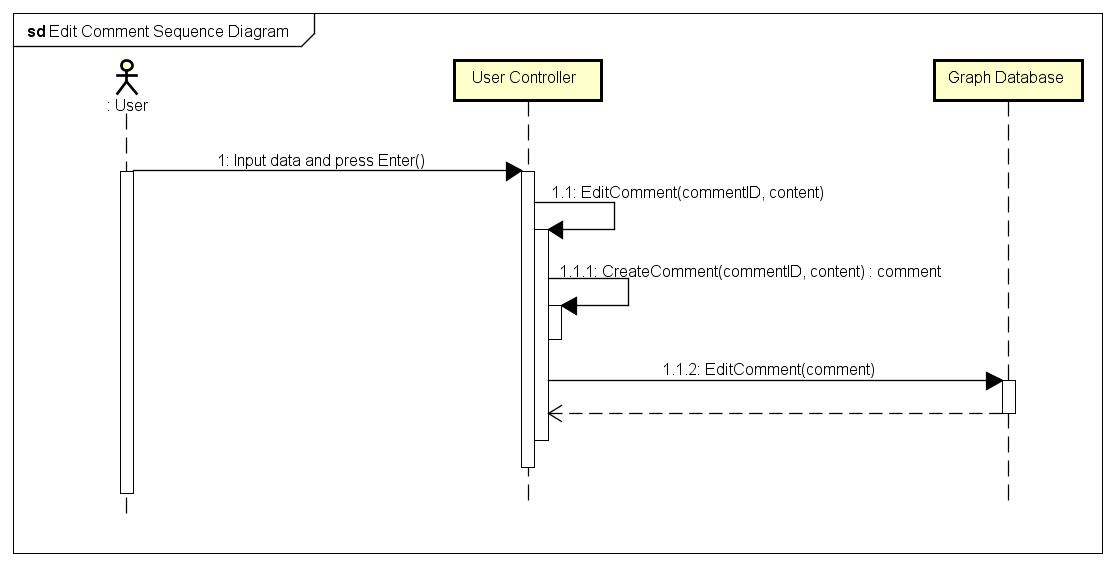 sd Edit Comment Sequence Diagram
: User
User Controller
Graph Database
1: Input data and press Enter()
1.1: EditComment(commentID, content)
1.1.1: CreateComment(commentID, content) : comment
1.1.2: EditComment(comment)